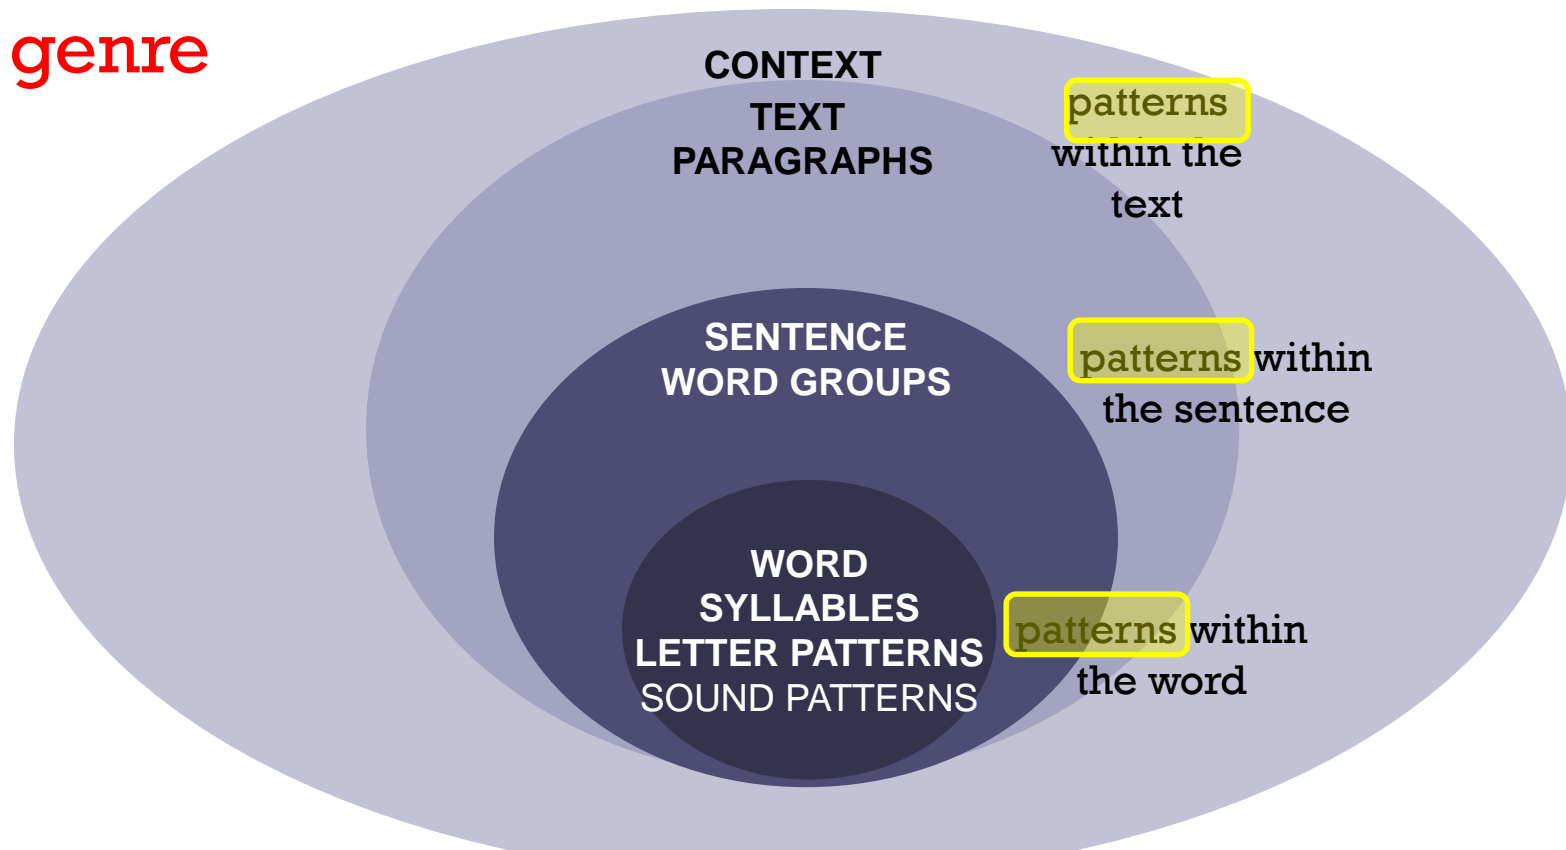 genre
CONTEXT
TEXT
PARAGRAPHS
patterns
within the
text
SENTENCE
WORD GROUPS
patterns within
the sentence
WORD
SYLLABLES
LETTER PATTERNS
SOUND PATTERNS
patterns within
the word